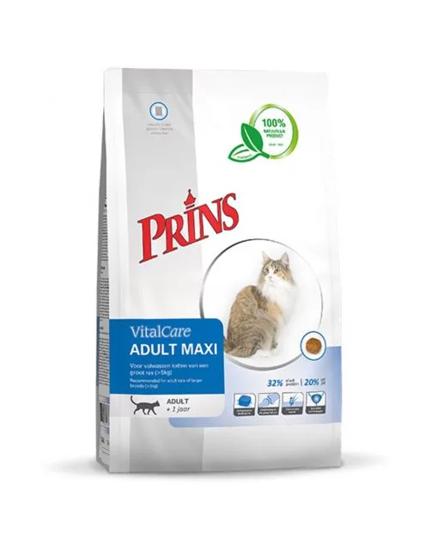 100%
NATUURLIJK
PRODUCT
PRINS
VitalCare
ADULT MAXI
Voor volwassen katten van een
groot ras (>5kg)
Recommended for adult cats of larger
breeds (>5kg)
32%
20%
ADULT
+ 1 jaar